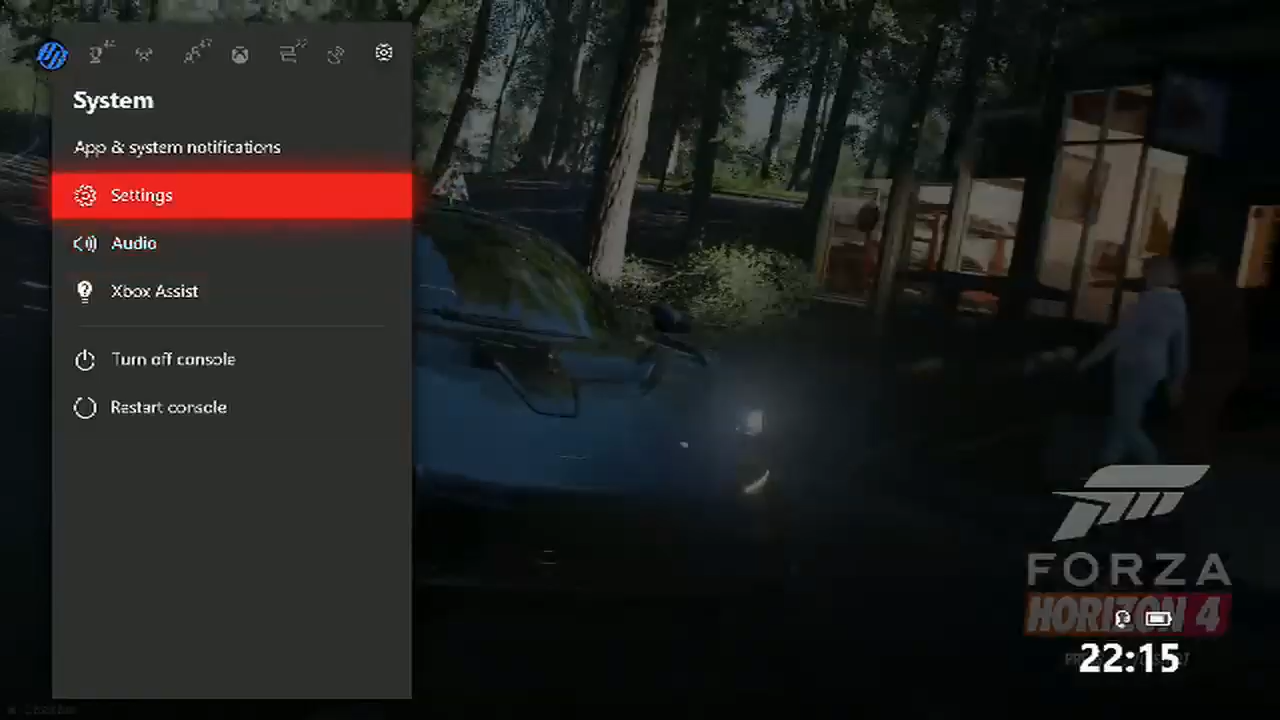 System
App & system notifications
Settings
Audio
Xbox Assist
Turn off console
Restart console
FORZA
HORIZON 4
22:15